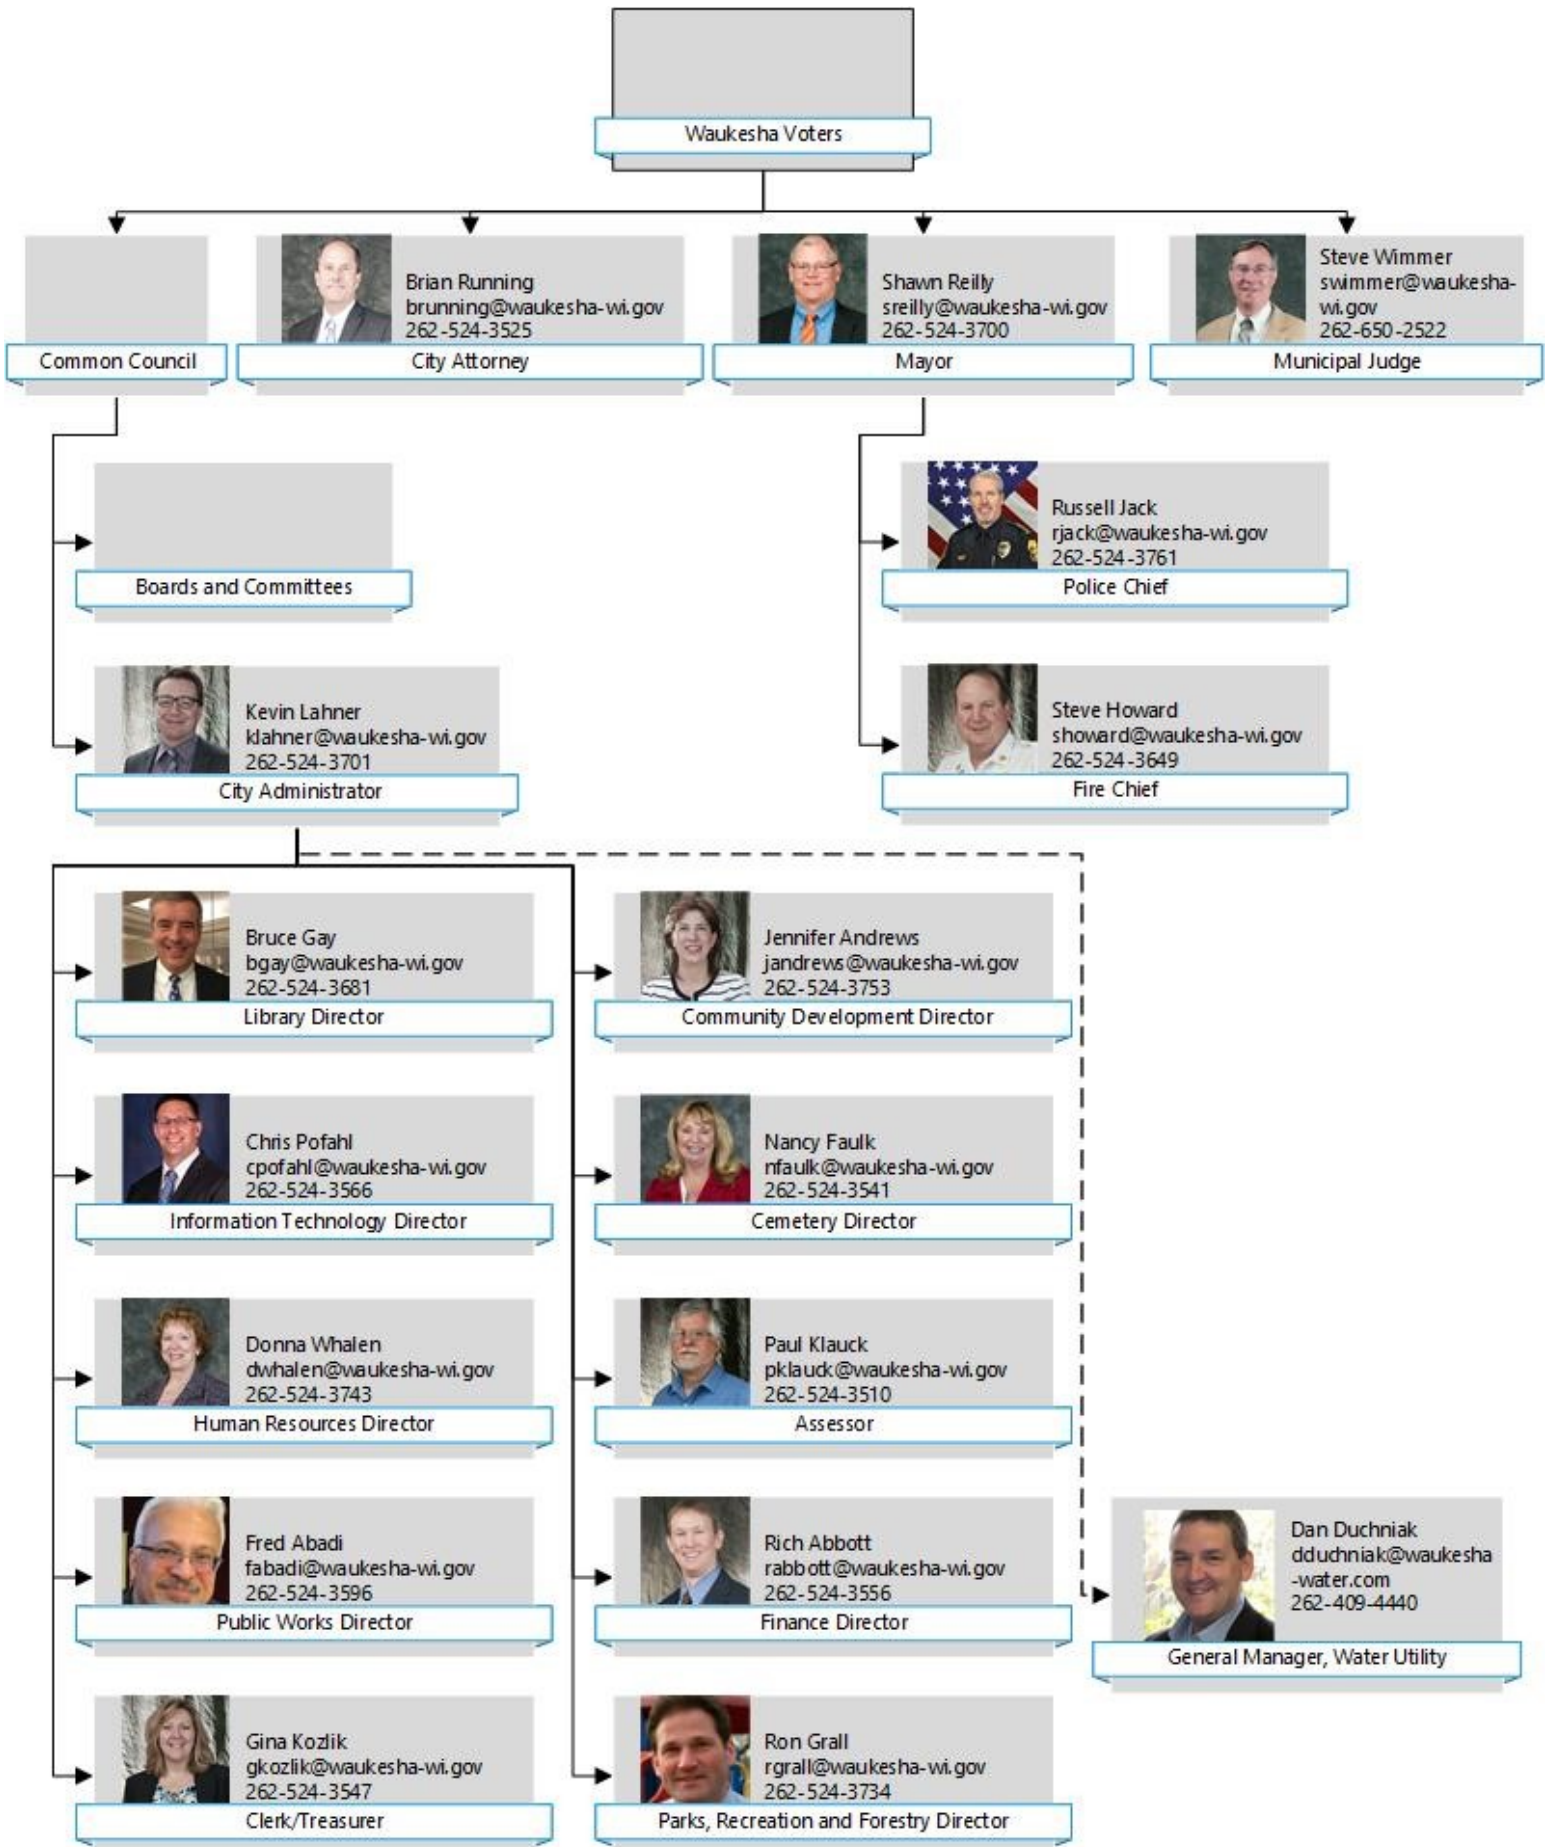 Waukesha Voters
Common Council
Brian Running
brunning@waukesha-wi.gov
262-524-3525
City Attorney
Shawn Reilly
sreilly@waukesha-wi.gov
262-524-3700
Mayor
Steve Wimmer
swimmer@waukesha-
wi.gov
262-650-2522
Municipal Judge
Boards and Committees
Russell Jack
rjack@waukesha-wi.gov
262-524-3761
Police Chief
Kevin Lahner
klahner@waukesha-wi.gov
262-524-3701
City Administrator
Steve Howard
showard@waukesha-wi.gov
262-524-3649
Fire Chief
Bruce Gay
bgay@waukesha-wi.gov
262-524-3681
Library Director
Jennifer Andrews
jandrews@waukesha-wi.gov
262-524-3753
Community Development Director
Chris Pofahl
cpofahl@waukesha-wi.gov
262-524-3566
Information Technology Director
Nancy Faulk
nfaulk@waukesha-wi.gov
262-524-3541
Cemetery Director
Donna Whalen
dwhalen@waukesha-wi.gov
262-524-3743
Human Resources Director
Paul Klauck
pklauck@waukesha-wi.gov
262-524-3510
Assessor
Fred Abadi
fabadi@waukesha-wi.gov
262-524-3596
Public Works Director
Rich Abbott
rabbott@waukesha-wi.gov
262-524-3556
Finance Director
Dan Duchniak
dduchniak@waukesha
-water.com
262-409-4440
General Manager, Water Utility
Gina Kozlik
gkozlik@waukesha-wi.gov
262-524-3547
Clerk/Treasurer
Ron Grall
rgrall@waukesha-wi.gov
262-524-3734
Parks, Recreation and Forestry Director